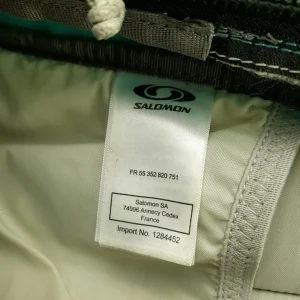 SALOMON
FR 55 352 820 751
Salomon SA
74996 Annecy Cedex
France
Import No. 1284452